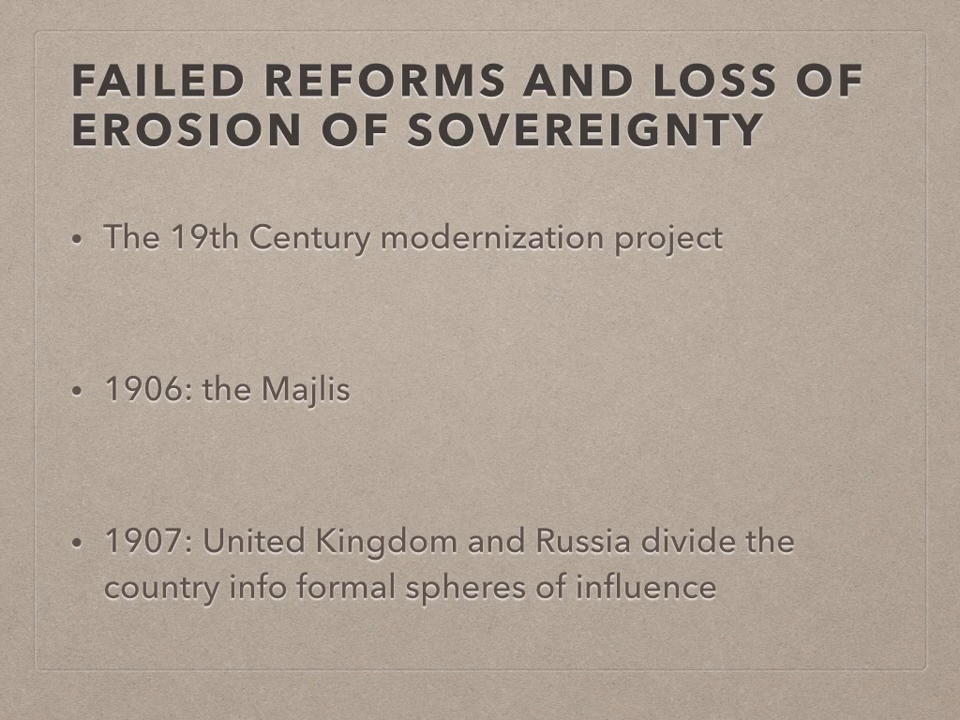 FAILED REFORMS AND LOSS OF
EROSION OF SOVEREIGNTY
• The 19th Century modernization project
• 1906: the Majlis
• 1907: United Kingdom and Russia divide the
country info formal spheres of influence